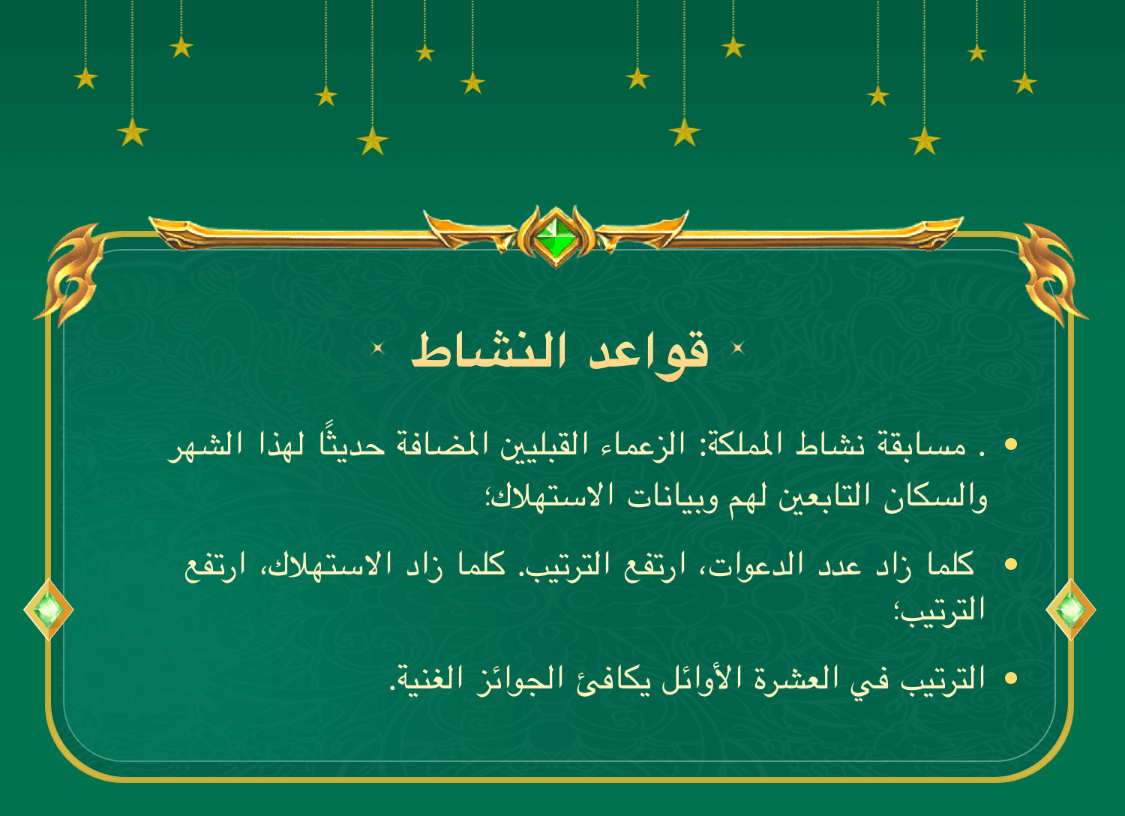 قواعد النشاط
. مسابقة نشاط المملكة: الزعماء القبليين المضافة حديثًا لهذا الشهر
والسكان التابعين لهم وبيانات الاستهلاك؛
كلما زاد عدد الدعوات، ارتفع الترتيب. كلما زاد الاستهلاك، ارتفع
الترتيب؛
الترتيب في العشرة الأوائل يكافئ الجوائز الغنية.